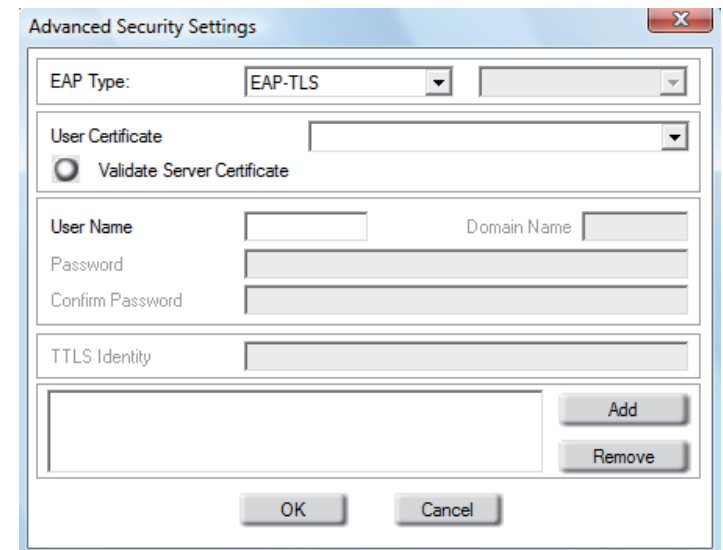 Advanced Security Settings
EAP Type: EAP-TLS
User Certificate
Validate Server Certificate
User Name Domain Name
Password
Confirm Password
TTLS Identity
Add
Remove
OK Cancel